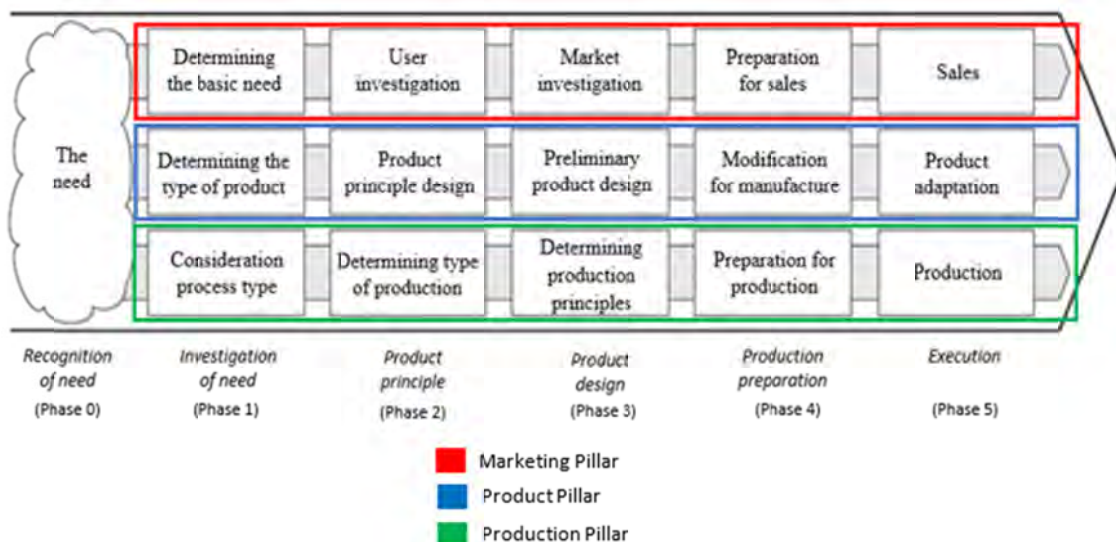 The
need
Determining
the basic need
User
investigation
Market
investigation
Preparation
for sales
Sales
Determining the
type of product
Product
principle design
Preliminary
product design
Modification
for manufacture
Product
adaptation
Consideration
process type
Determining type
of production
Determining
production
principles
Preparation for
production
Production
Recognition
of need
(Phase 0)
Investigation
of need
(Phase 1)
Product
principle
(Phase 2)
Product
design
(Phase 3)
Production
preparation
(Phase 4)
Execution
(Phase 5)
Marketing Pillar
Product Pillar
Production Pillar